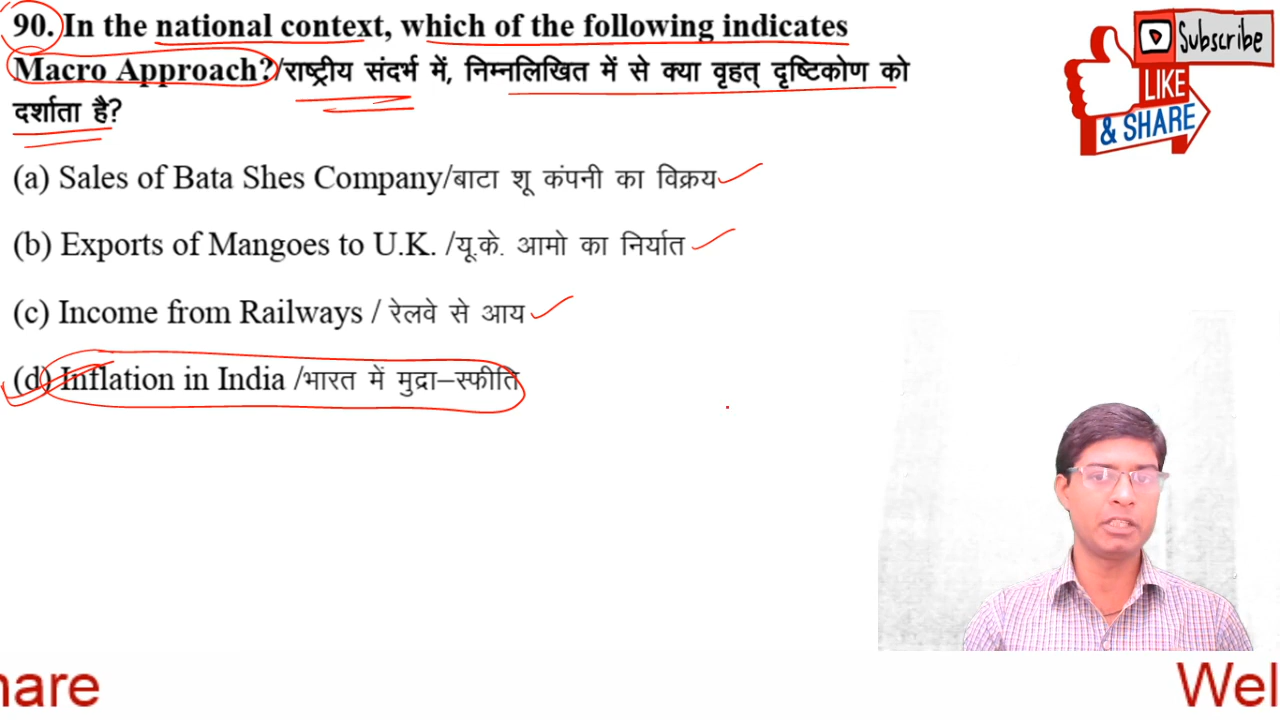 90. In the national context, which of the following indicates
Macro Approach?/राष्ट्रीय संदर्भ में, निम्नलिखित में से क्या वृहत् दृष्टिकोण को
दर्शाता है?
(a) Sales of Bata Shes Company/बाटा शू कंपनी का विक्रय
(b) Exports of Mangoes to U.K. /यू.के. आमो का निर्यात
(c) Income from Railways / रेलवे से आय
(d) Inflation in India /भारत में मुद्रा–स्फीति
Subscribe
LIKE
& SHARE
hare
Wel